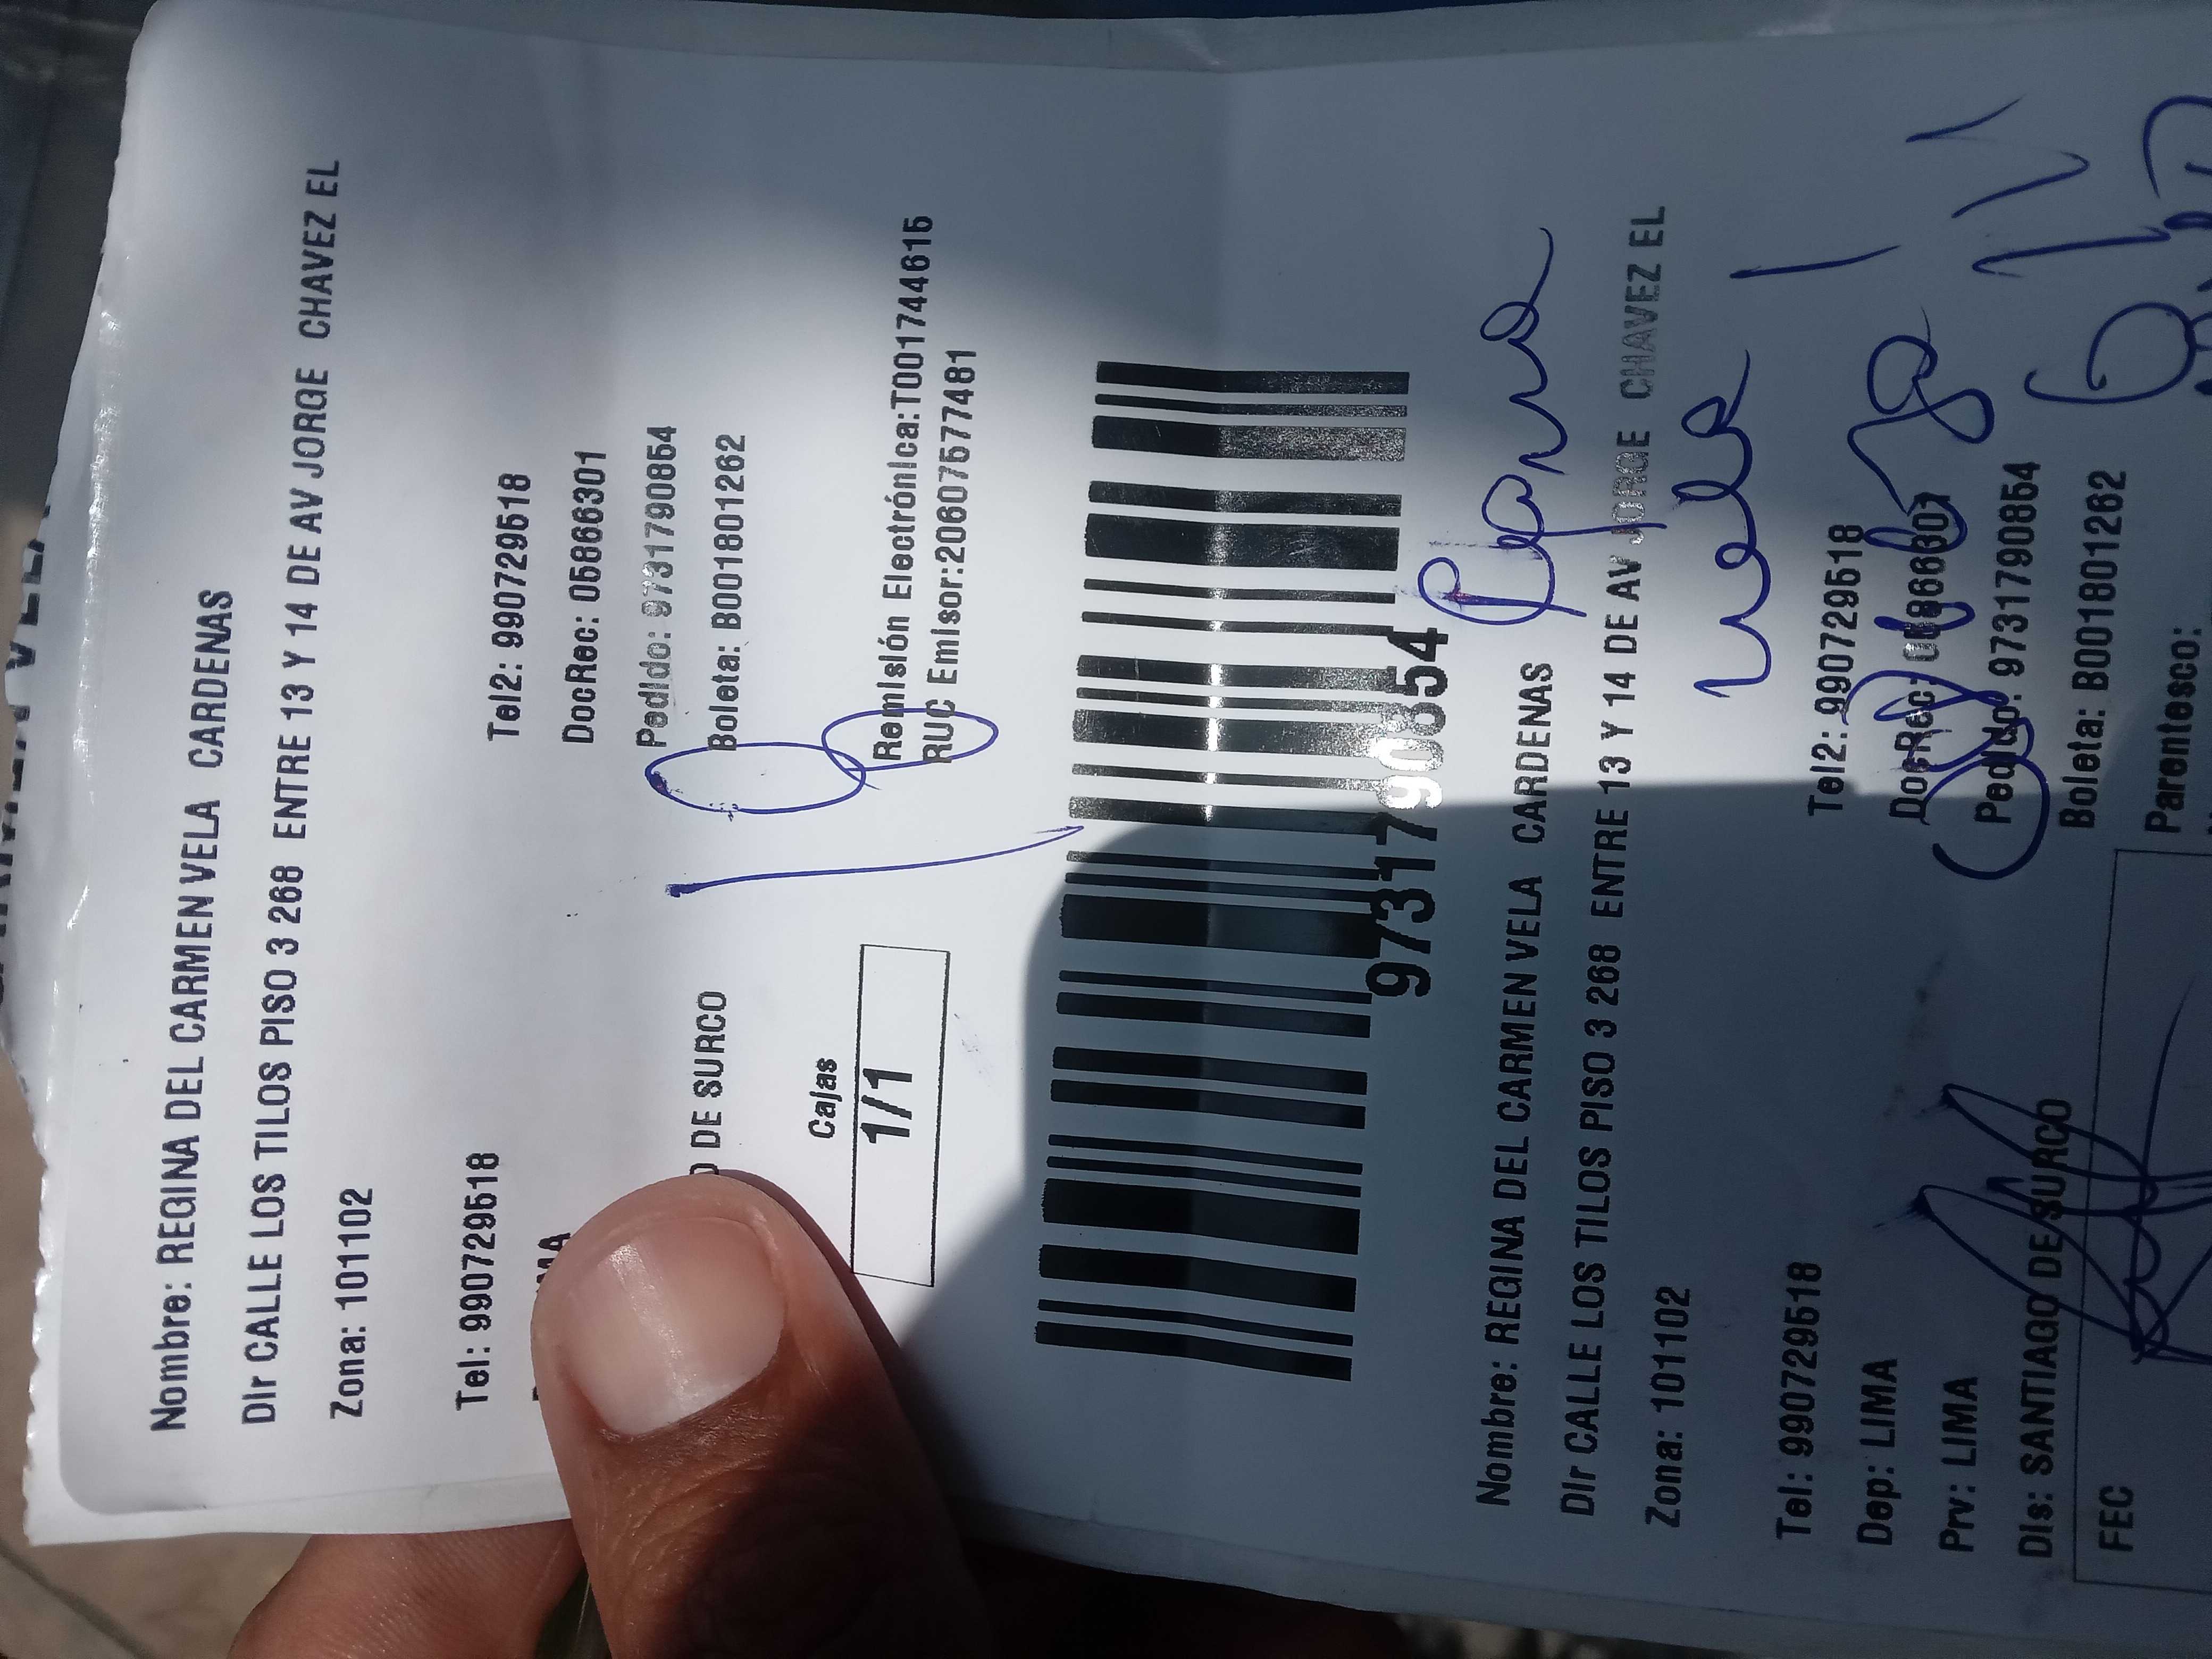 Nombre: REGINA DEL CARMEN VELA CARDENAS
Dir CALLE LOS TILOS PISO 3 268 ENTRE 13 Y 14 DE AV JORGE CHAVEZ EL
Zona: 101102
Tel: 990729518 Tel2: 990729518
DocRec: 05866301
Pedido: 9731790854
DE SURCO Boleta: B001801262
Cajas
1/1
Remisión Electrónica:T001744615
RUC Emisor:20607577481
9731790854
Regina
Nombre: REGINA DEL CARMEN VELA CARDENAS
Dir CALLE LOS TILOS PISO 3 268 ENTRE 13 Y 14 DE AV JORGE CHAVEZ EL
Zona: 101102
Vela
Tel: 990729518 Tel2: 990729518
Dep: LIMA DocRec:
Prv: LIMA Pedido: 9731790854
Dis: SANTIAGO DE SURCO Boleta: B001801262
FEC Parentesco: